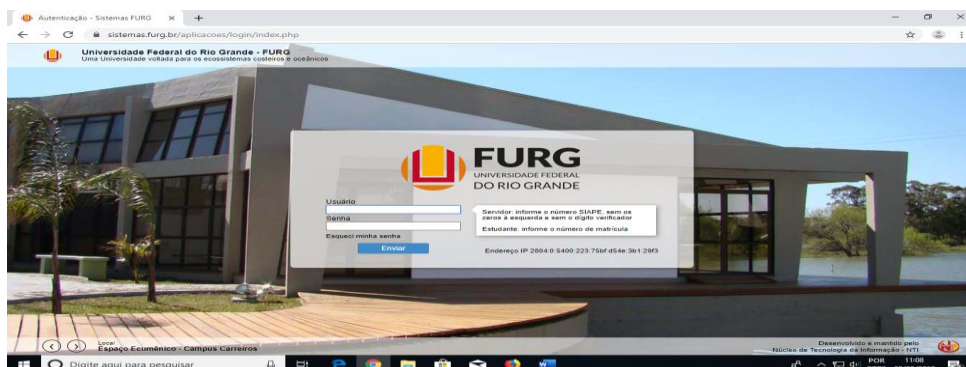 Autenticação - Sistemas FURG
sistemas.furg.br/aplicacoes/login/index.php
Universidade Federal do Rio Grande - FURG
Uma Universidade voltada para os ecossistemas costeiros e oceânicos
FURG
UNIVERSIDADE FEDERAL
DO RIO GRANDE
Usuário
Senha
Esqueci minha senha
Enviar
Servidor: informe o número SIAPE, sem os
zeros à esquerda e sem o dígito verificador
Estudante: informe o número de matrícula
Endereço IP 2804:0:5400:223:75bf:d54e:3b1:29f3
Local
Espaço Ecumênico - Campus Carreiros
Desenvolvido e mantido pelo
Núcleo de Tecnologia da Informação - NTI
Digite aqui para pesquisar
POR
11:08